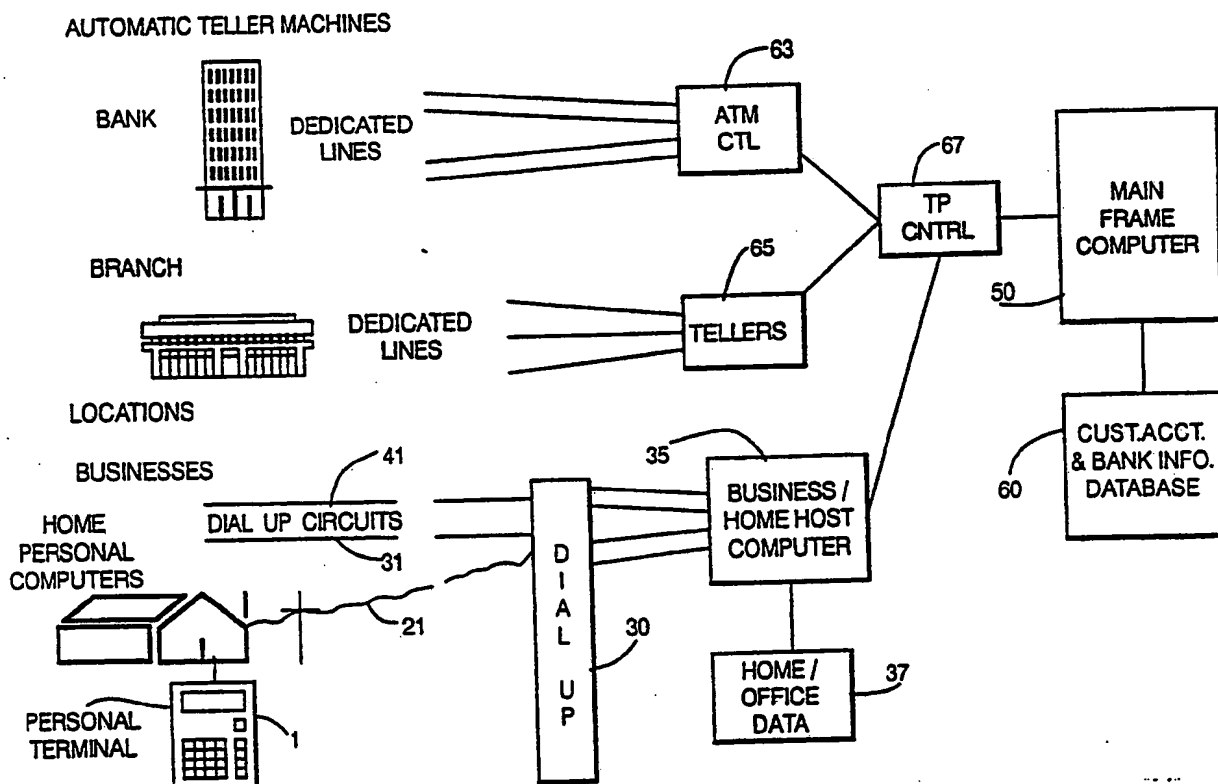 AUTOMATIC TELLER MACHINES
BANK
DEDICATED
LINES
63
ATM
CTL
67
TP
CNTRL
MAIN
FRAME
COMPUTER
50
BRANCH
DEDICATED
LINES
65
TELLERS
LOCATIONS
BUSINESSES
41
DIAL UP CIRCUITS
31
HOME
PERSONAL
COMPUTERS
21
DIAL UP
30
35
BUSINESS /
HOME HOST
COMPUTER
CUST.ACCT.
& BANK INFO.
DATABASE
60
HOME /
OFFICE
DATA
37
PERSONAL
TERMINAL
1